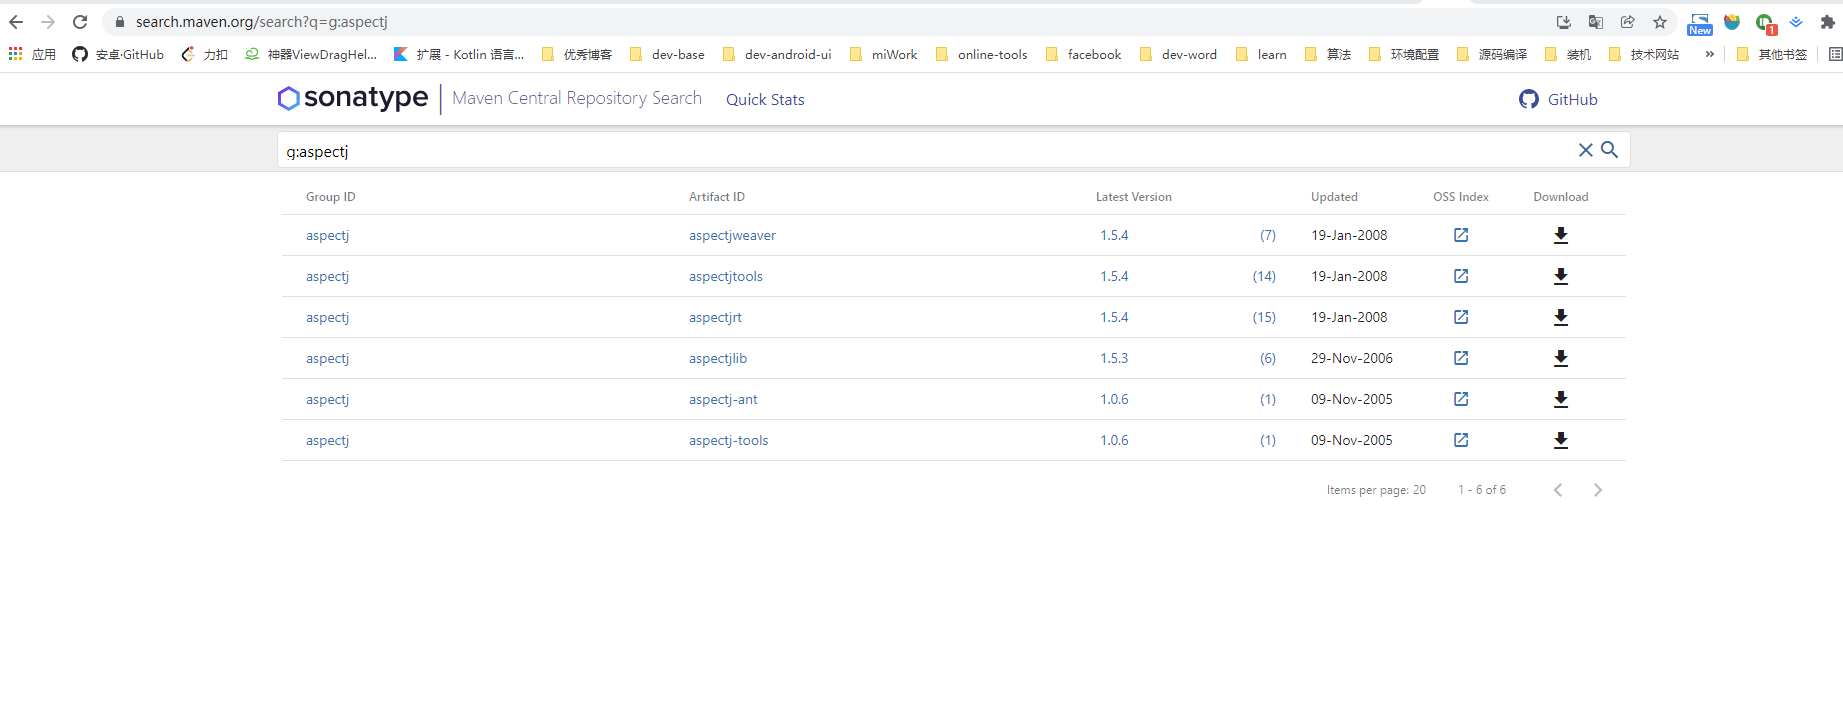 search.maven.org/search?q=g:aspectj
New
1
应用 安卓·GitHub 力扣 神器ViewDragHel... 扩展 - Kotlin 语言... 优秀博客 dev-base dev-android-ui miWork online-tools facebook dev-word learn 算法 环境配置 源码编译 装机 技术网站 » 其他书签
sonatype Maven Central Repository Search Quick Stats GitHub
g:aspectj
Group ID Artifact ID Latest Version Updated OSS Index Download
aspectj aspectjweaver 1.5.4 (7) 19-Jan-2008
aspectj aspectjtools 1.5.4 (14) 19-Jan-2008
aspectj aspectjrt 1.5.4 (15) 19-Jan-2008
aspectj aspectjlib 1.5.3 (6) 29-Nov-2006
aspectj aspectj-ant 1.0.6 (1) 09-Nov-2005
aspectj aspectj-tools 1.0.6 (1) 09-Nov-2005
Items per page: 20 1 - 6 of 6